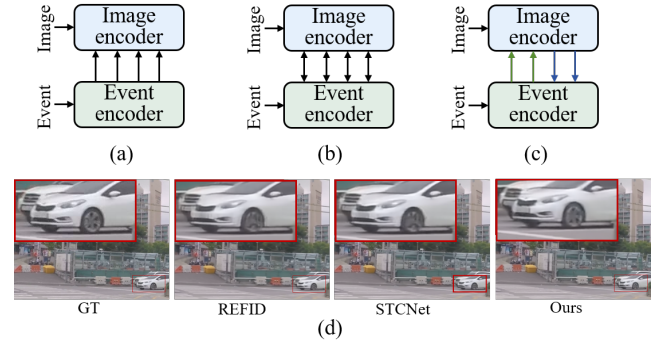 Image
Image
encoder
Event
Event
encoder
(a)
Image
Image
encoder
Event
Event
encoder
(b)
Image
Image
encoder
Event
Event
encoder
(c)
GT
REFID
STCNet
Ours
(d)